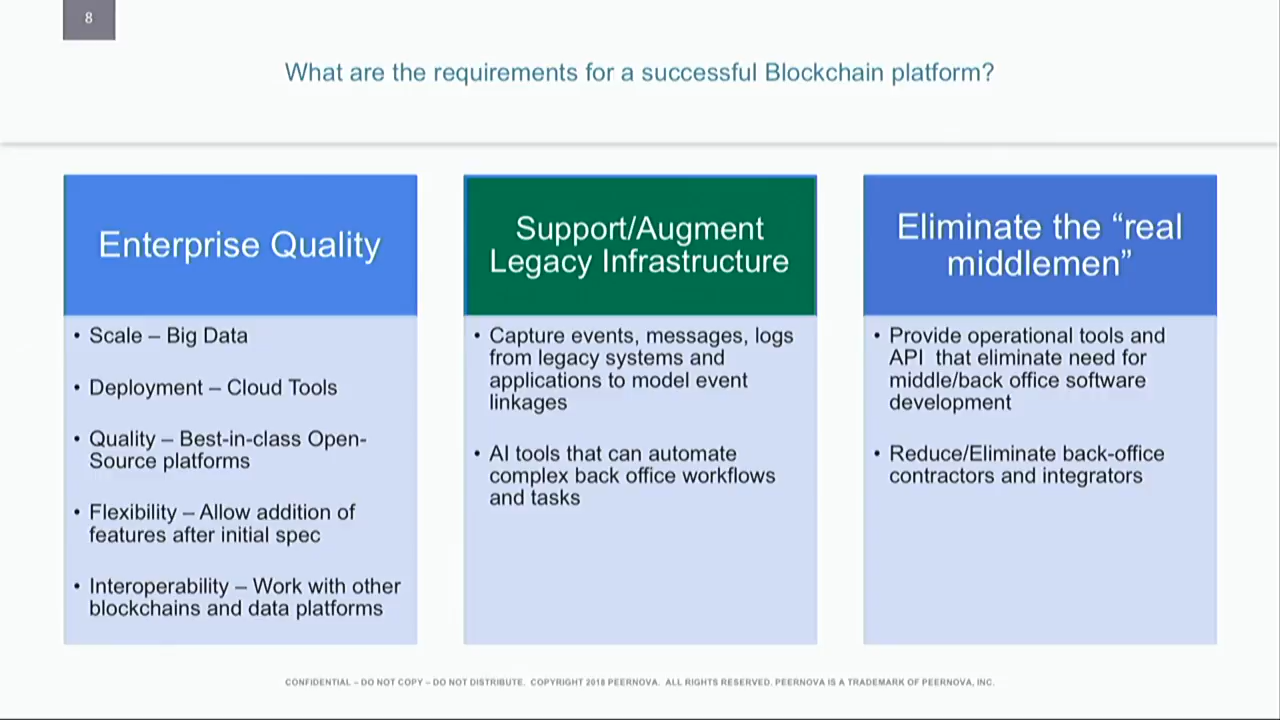 8
What are the requirements for a successful Blockchain platform?
Enterprise Quality
• Scale – Big Data
• Deployment – Cloud Tools
• Quality – Best-in-class Open-
Source platforms
• Flexibility – Allow addition of
features after initial spec
• Interoperability – Work with other
blockchains and data platforms
Support/Augment
Legacy Infrastructure
• Capture events, messages, logs
from legacy systems and
applications to model event
linkages
• AI tools that can automate
complex back office workflows
and tasks
Eliminate the “real
middlemen”
• Provide operational tools and
API  that eliminate need for
middle/back office software
development
• Reduce/Eliminate back-office
contractors and integrators
CONFIDENTIAL – DO NOT COPY – DO NOT DISTRIBUTE.  COPYRIGHT 2018 PEERNOVA.  ALL RIGHTS RESERVED. PEERNOVA IS A TRADEMARK OF PEERNOVA, INC.